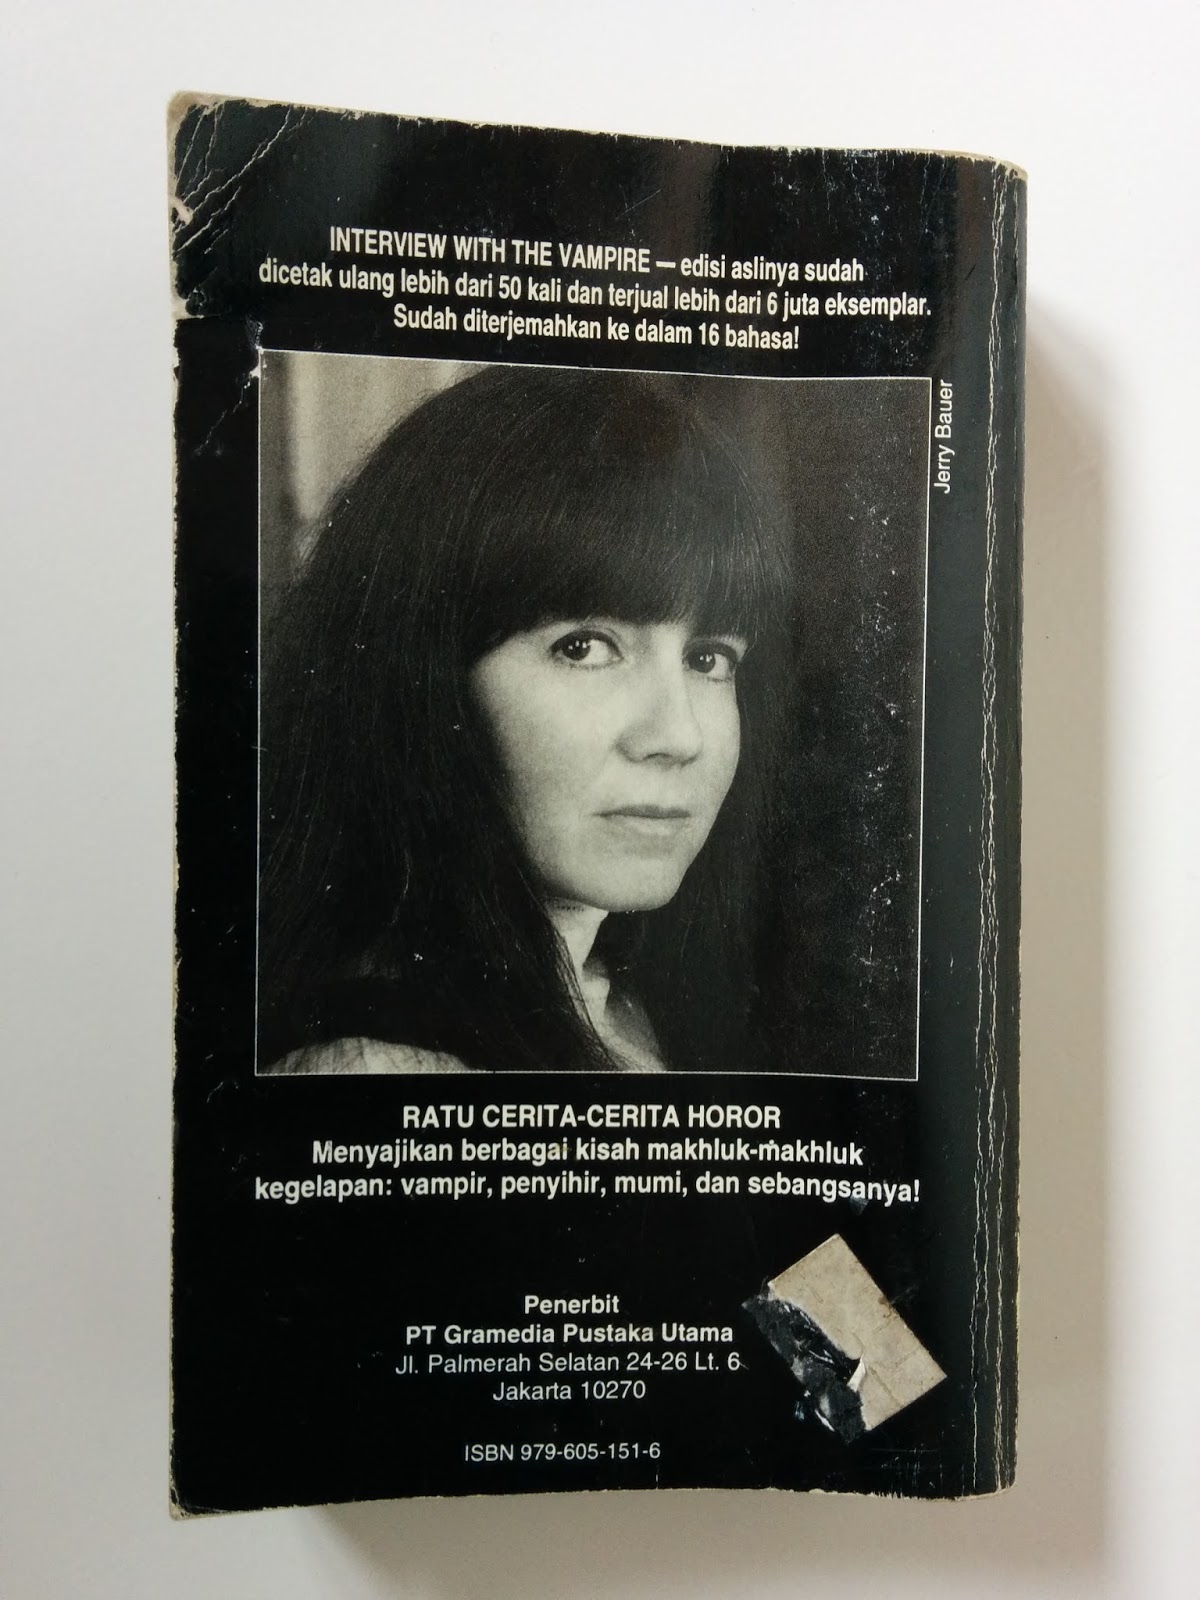 INTERVIEW WITH THE VAMPIRE — edisi aslinya sudah
dicetak ulang lebih dari 50 kali dan terjual lebih dari 6 juta eksemplar.
Sudah diterjemahkan ke dalam 16 bahasa!
Jerry Bauer
RATU CERITA-CERITA HOROR
Menyajikan berbagai kisah makhluk-makhluk
kegelapan: vampir, penyihir, mumi, dan sebangsanya!
Penerbit
PT Gramedia Pustaka Utama
Jl. Palmerah Selatan 24-26 Lt. 6
Jakarta 10270
ISBN 979-605-151-6